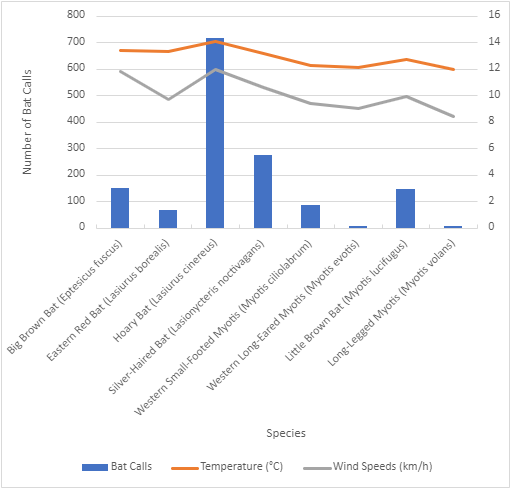 800
700
600
500
400
300
200
100
0
16
14
12
10
8
6
4
2
0
Number of Bat Calls
Big Brown Bat (Eptesicus fuscus)
Eastern Red Bat (Lasiurus borealis)
Hoary Bat (Lasiurus cinereus)
Silver-Haired Bat (Lasionycteris noctivagans)
Western Small-Footed Myotis (Myotis ciliolabrum)
Western Long-Eared Myotis (Myotis evotis)
Little Brown Bat (Myotis lucifugus)
Long-Legged Myotis (Myotis volans)
Species
Bat Calls Temperature (°C) Wind Speeds (km/h)